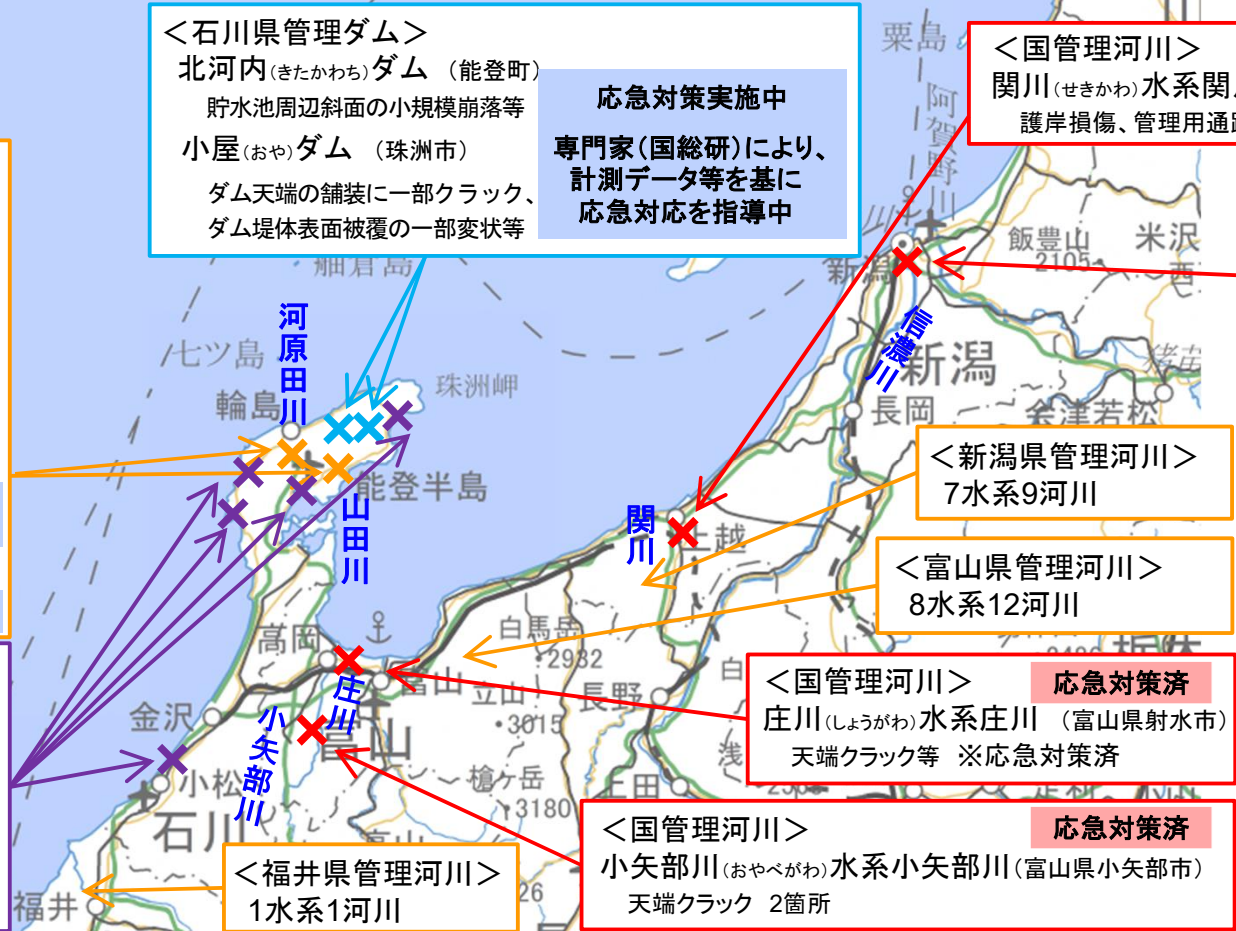 ＜石川県管理ダム＞
北河内(きたかわち)ダム （能登町）
貯水池周辺斜面の小規模崩落等
小屋(おや)ダム （珠洲市）
ダム天端の舗装に一部クラック、
ダム堤体表面被覆の一部変状等
応急対策実施中
専門家(国総研)により、
計測データ等を基に
応急対応を指導中
＜国管理河川＞
関川(せきかわ)水系関
護岸損傷、管理用通
粟島
阿賀野川
新潟
飯豊山
2105
米沢
舳倉島
七ツ島
河原田川
輪島
珠洲岬
信濃川
新潟
長岡
会津若松
猪苗
能登半島
山田川
関川
上越
＜新潟県管理河川＞
7水系9河川
＜富山県管理河川＞
8水系12河川
白馬岳
2932
高岡
富山
立山
長野
3015
庄川
小矢部川
富山
金沢
小松
石川
槍ケ岳
3180
上田
＜国管理河川＞
応急対策済
庄川(しょうがわ)水系庄川 （富山県射水市）
天端クラック等 ※応急対策済
＜国管理河川＞
応急対策済
小矢部川(おやべがわ)水系小矢部川(富山県小矢部市)
天端クラック 2箇所
＜福井県管理河川＞
1水系1河川
福井
26